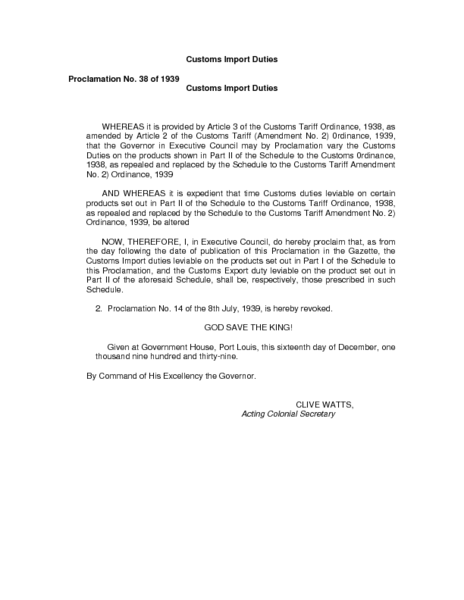 Customs Import Duties
Proclamation No. 38 of 1939
Customs Import Duties
WHEREAS it is provided by Article 3 of the Customs Tariff Ordinance, 1938, as
amended by Article 2 of the Customs Tariff (Amendment No. 2) 0rdinance, 1939,
that the Governor in Executive Council may by Proclamation vary the Customs
Duties on the products shown in Part II of the Schedule to the Customs 0rdinance,
1938, as repealed and replaced by the Schedule to the Customs Tariff Amendment
No. 2) Ordinance, 1939
AND WHEREAS it is expedient that time Customs duties leviable on certain
products set out in Part II of the Schedule to the Customs Tariff Ordinance, 1938,
as repealed and replaced by the Schedule to the Customs Tariff Amendment No. 2)
Ordinance, 1939, be altered
NOW, THEREFORE, I, in Executive Council, do hereby proclaim that, as from
the day following the date of publication of this Proclamation in the Gazette, the
Customs Import duties leviable on the products set out in Part I of the Schedule to
this Proclamation, and the Customs Export duty leviable on the product set out in
Part II of the aforesaid Schedule, shall be, respectively, those prescribed in such
Schedule.
2. Proclamation No. 14 of the 8th July, 1939, is hereby revoked.
GOD SAVE THE KING!
Given at Government House, Port Louis, this sixteenth day of December, one
thousand nine hundred and thirty-nine.
By Command of His Excellency the Governor.
CLIVE WATTS,
Acting Colonial Secretary